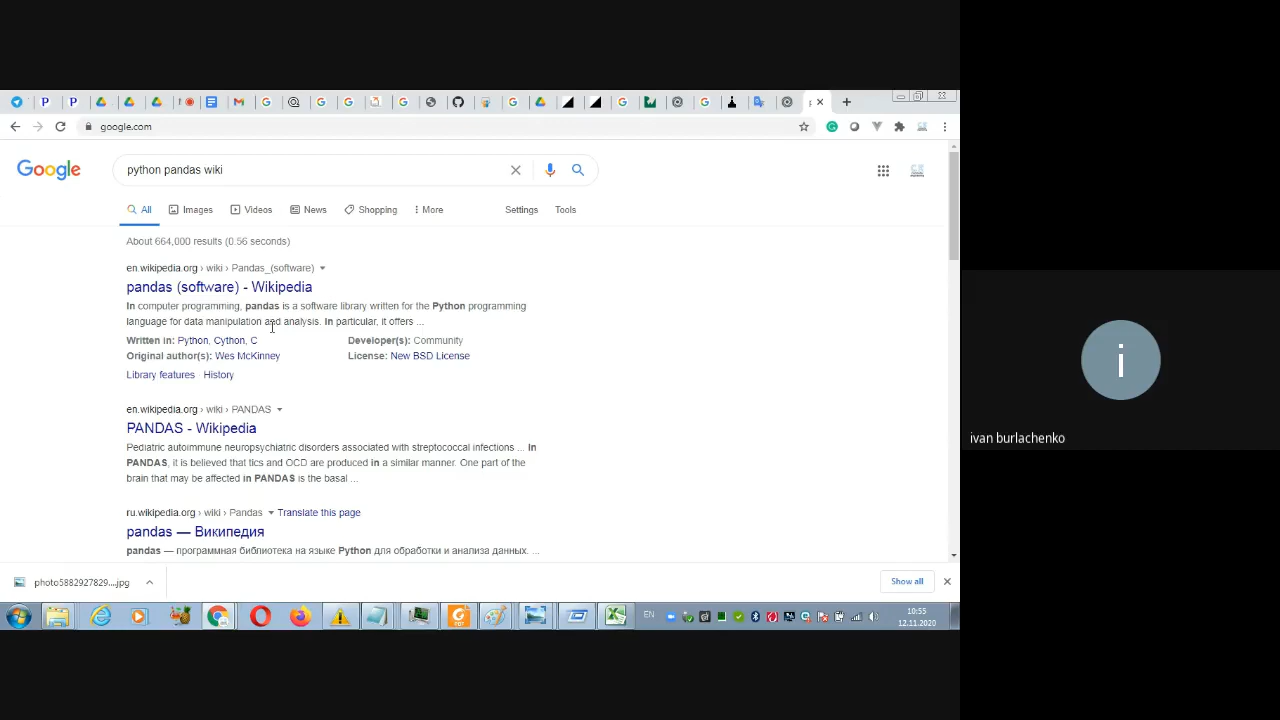 google.com
Google
python pandas wiki
All
Images
Videos
News
Shopping
More
Settings
Tools
About 664,000 results (0.56 seconds)
en.wikipedia.org › wiki › Pandas_(software)
pandas (software) - Wikipedia
In computer programming, pandas is a software library written for the Python programming
language for data manipulation and analysis. In particular, it offers ...
Written in: Python, Cython, C
Developer(s): Community
Original author(s): Wes McKinney
License: New BSD License
Library features · History
en.wikipedia.org › wiki › PANDAS
PANDAS - Wikipedia
Pediatric autoimmune neuropsychiatric disorders associated with streptococcal infections ... In
PANDAS, it is believed that tics and OCD are produced in a similar manner. One part of the
brain that may be affected in PANDAS is the basal ...
ru.wikipedia.org › wiki › Pandas
Translate this page
pandas — Википедия
pandas — программная библиотека на языке Python для обработки и анализа данных. ...
photo5882927829....jpg
Show all
EN
10:55
12.11.2020
i
ivan burlachenko